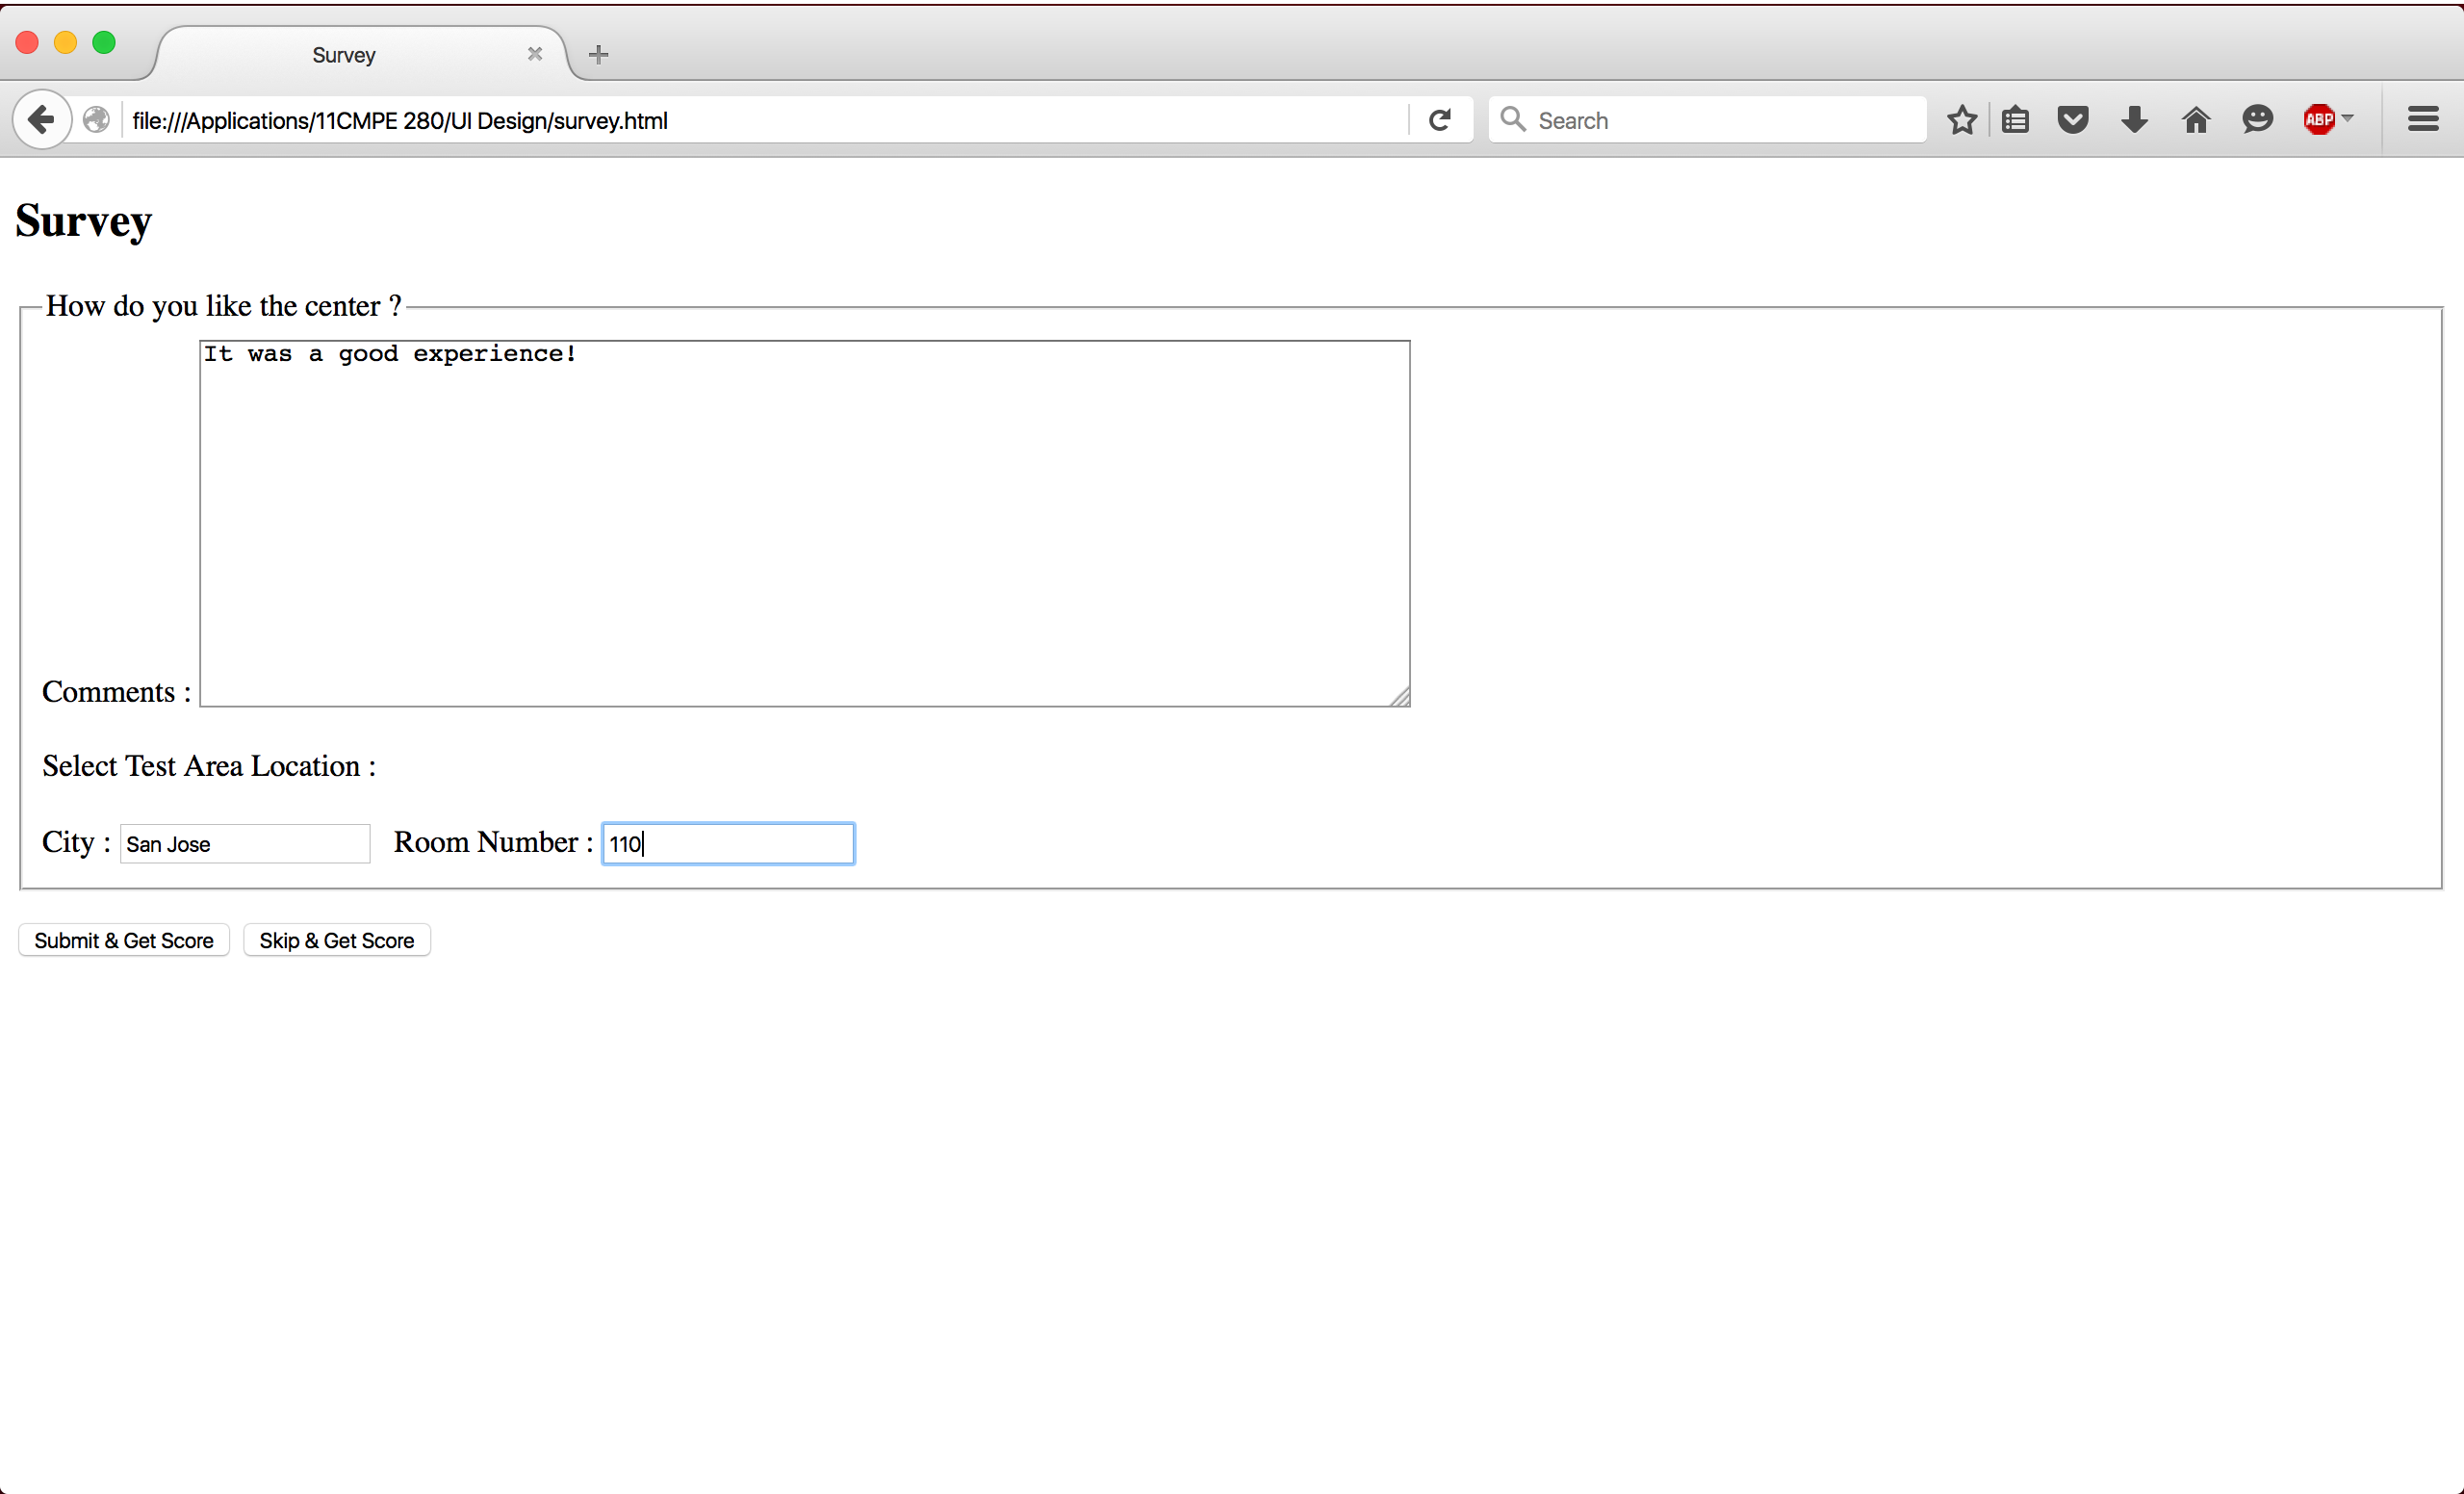 Survey
file:///Applications/11CMPE 280/UI Design/survey.html
Search
ABP
Survey
How do you like the center ?
It was a good experience!
Comments :
Select Test Area Location :
City : San Jose Room Number : 110
Submit & Get Score Skip & Get Score